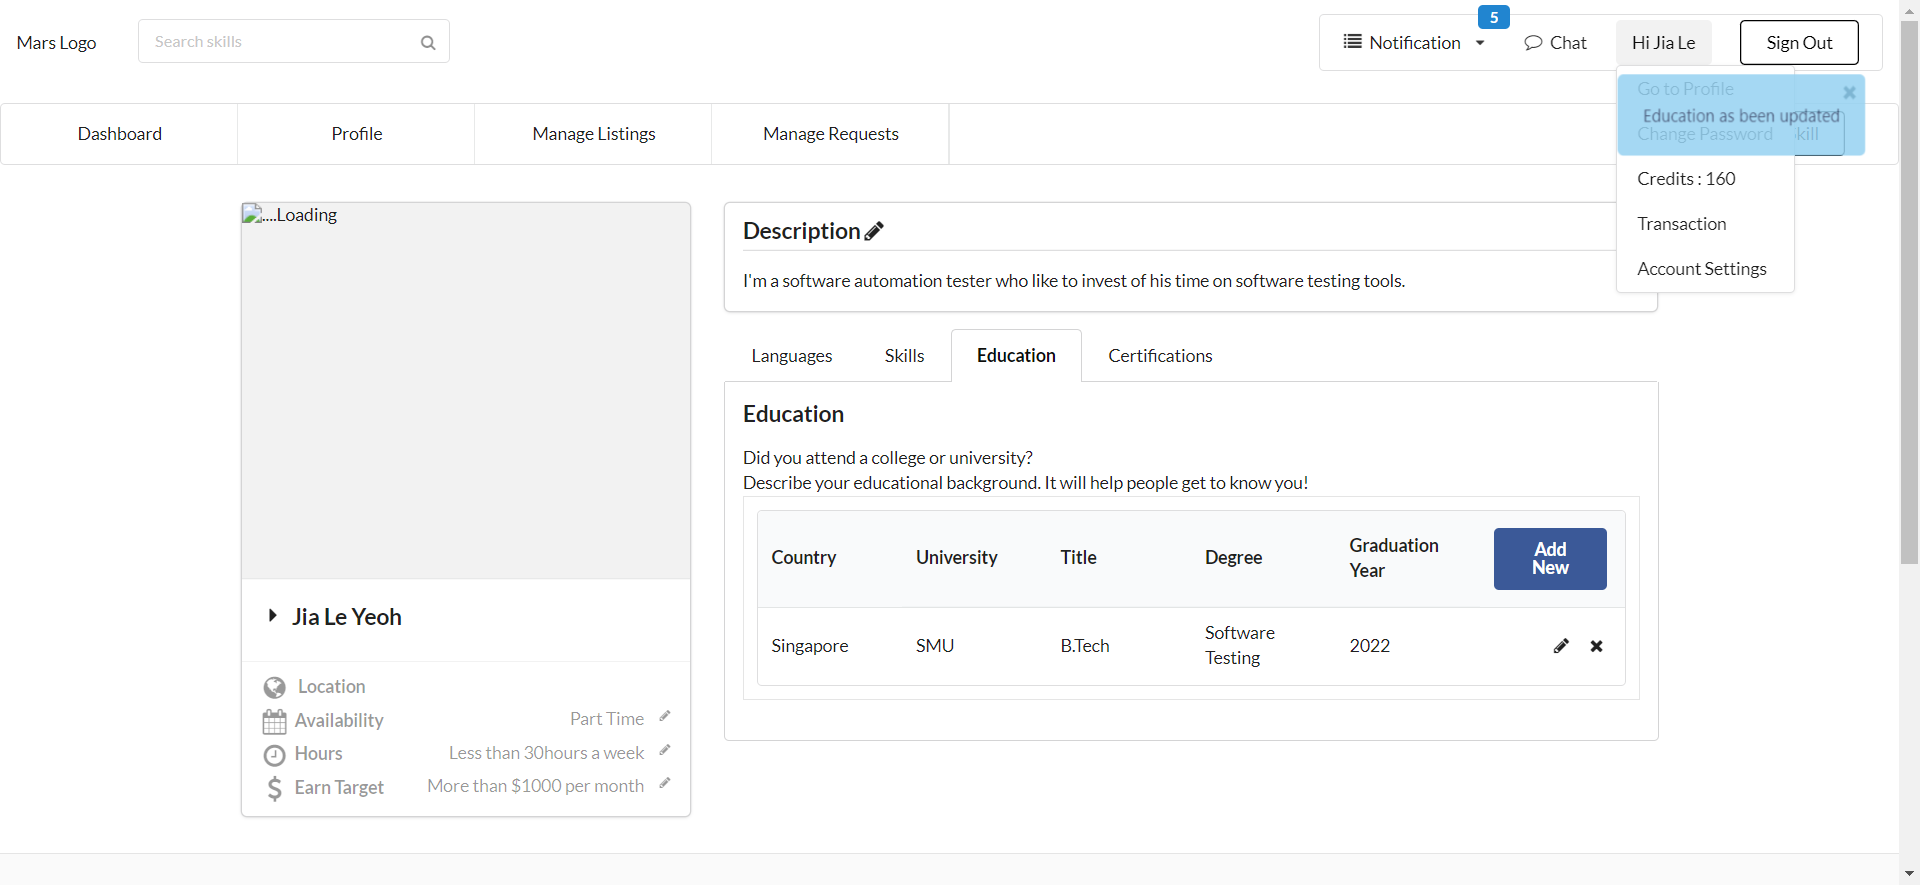 Mars Logo
Search skills
Notification
5
Chat
Hi Jia Le
Sign Out
Go to Profile
Education as been updated
Change Password
kill
Credits : 160
Transaction
Account Settings
Dashboard
Profile
Manage Listings
Manage Requests
....Loading
Jia Le Yeoh
Location
Availability
Part Time
Hours
Less than 30hours a week
Earn Target
More than $1000 per month
Description
I'm a software automation tester who like to invest of his time on software testing tools.
Languages
Skills
Education
Certifications
Education
Did you attend a college or university?
Describe your educational background. It will help people get to know you!
Country
University
Title
Degree
Graduation
Year
Add
New
Singapore
SMU
B.Tech
Software
Testing
2022